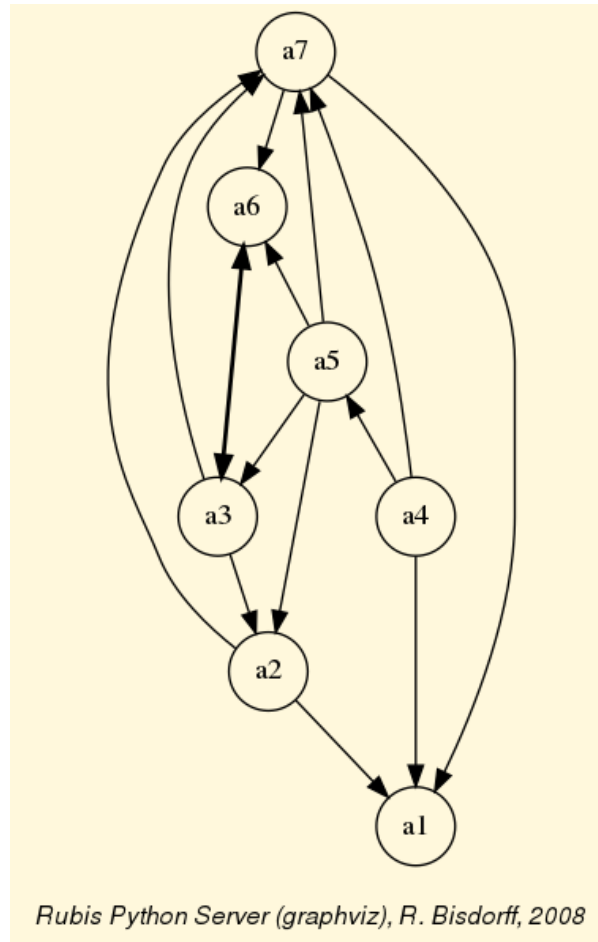 a7
a6
a5
a3
a4
a2
a1
Rubis Python Server (graphviz), R. Bisdorff, 2008